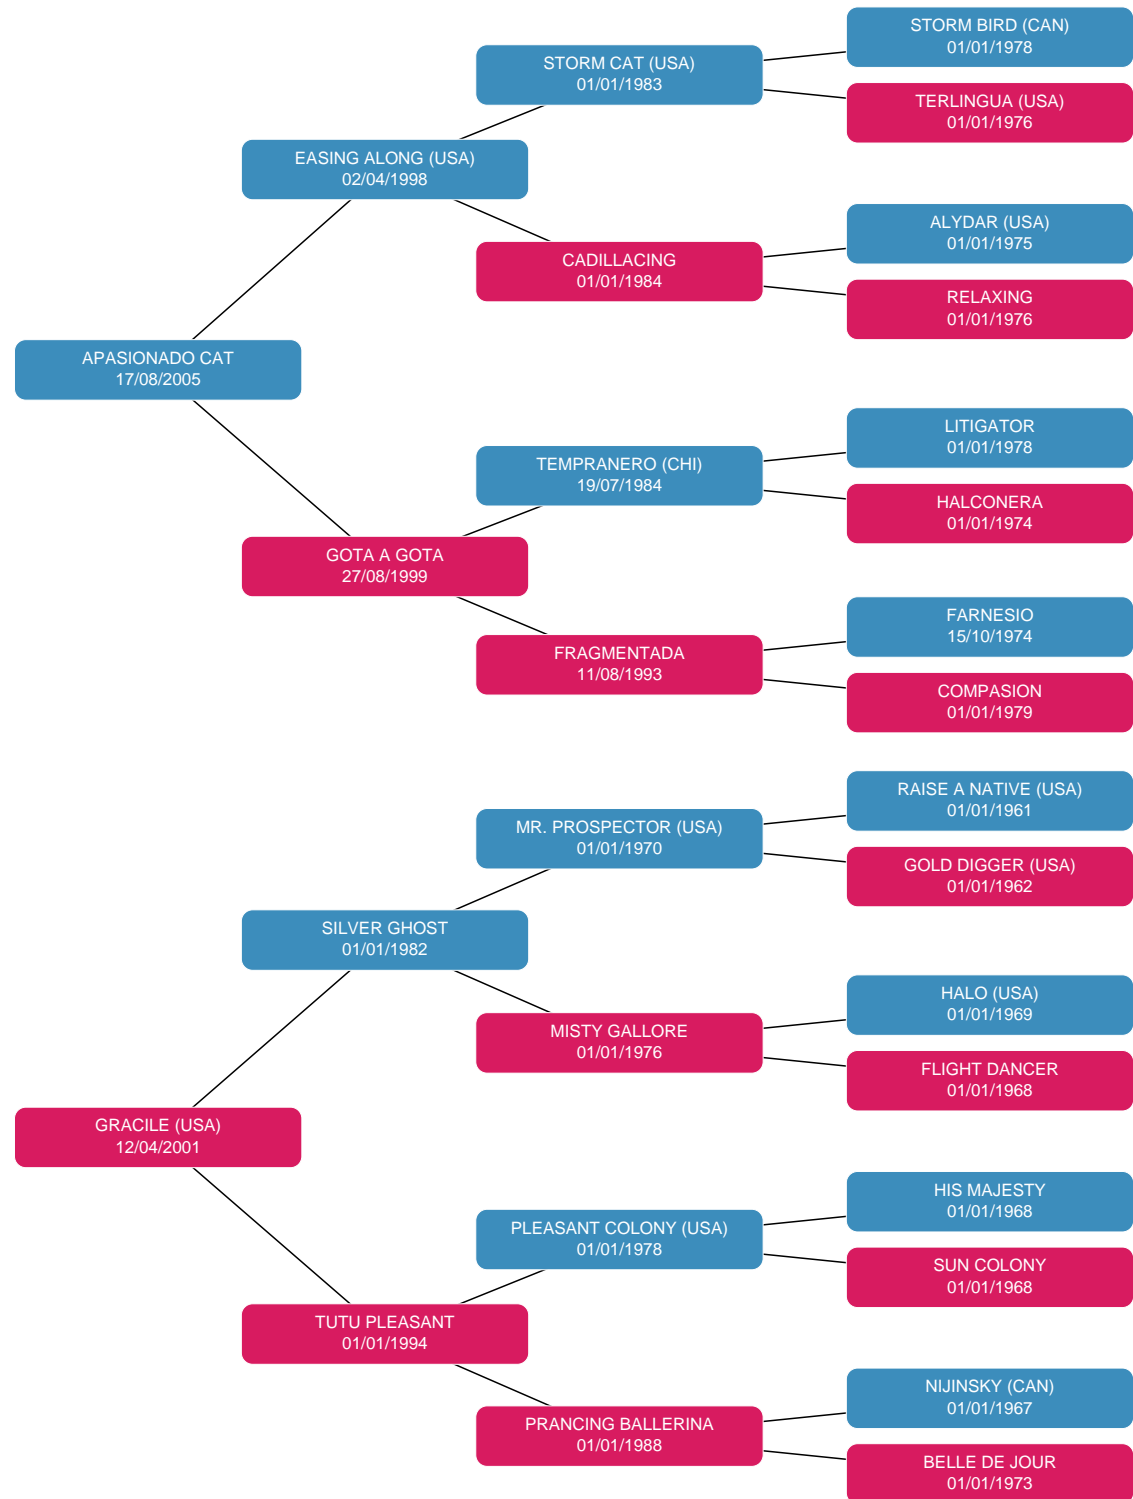 STORM BIRD (CAN)
01/01/1978
STORM CAT (USA)
01/01/1983
TERLINGUA (USA)
01/01/1976
EASING ALONG (USA)
02/04/1998
ALYDAR (USA)
01/01/1975
CADILLACING
01/01/1984
RELAXING
01/01/1976
APASIONADO CAT
17/08/2005
LITIGATOR
01/01/1978
TEMPRANERO (CHI)
19/07/1984
HALCONERA
01/01/1974
GOTA A GOTA
27/08/1999
FARNESIO
15/10/1974
FRAGMENTADA
11/08/1993
COMPASION
01/01/1979
RAISE A NATIVE (USA)
01/01/1961
MR. PROSPECTOR (USA)
01/01/1970
GOLD DIGGER (USA)
01/01/1962
SILVER GHOST
01/01/1982
HALO (USA)
01/01/1969
MISTY GALLORE
01/01/1976
FLIGHT DANCER
01/01/1968
GRACILE (USA)
12/04/2001
HIS MAJESTY
01/01/1968
PLEASANT COLONY (USA)
01/01/1978
SUN COLONY
01/01/1968
TUTU PLEASANT
01/01/1994
NIJINSKY (CAN)
01/01/1967
PRANCING BALLERINA
01/01/1988
BELLE DE JOUR
01/01/1973